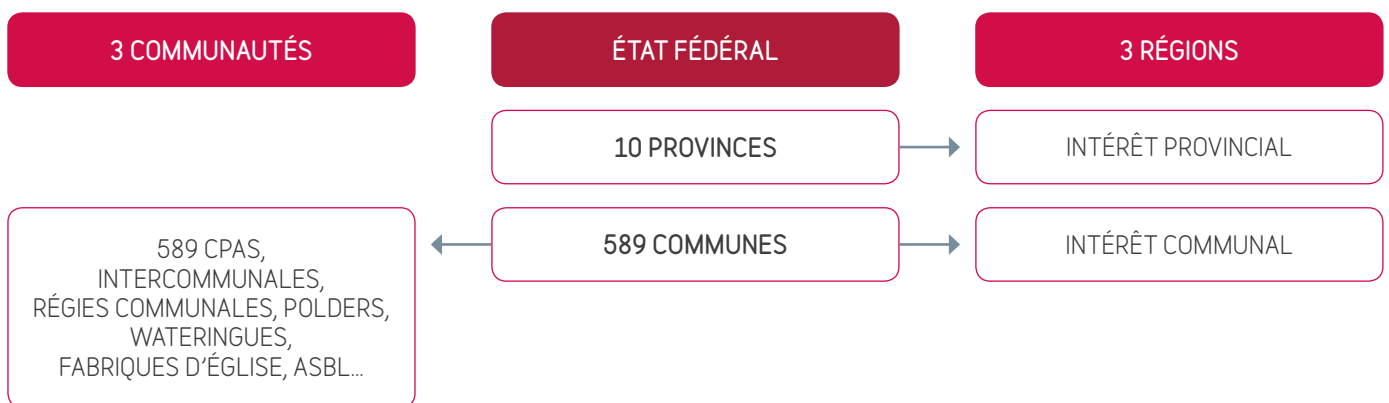 3 COMMUNAUTÉS
ÉTAT FÉDÉRAL
3 RÉGIONS
10 PROVINCES
INTÉRÊT PROVINCIAL
589 CPAS,
INTERCOMMUNALES,
RÉGIES COMMUNALES, POLDERS,
WATERINGUES,
FABRIQUES D’ÉGLISE, ASBL...
589 COMMUNES
INTÉRÊT COMMUNAL